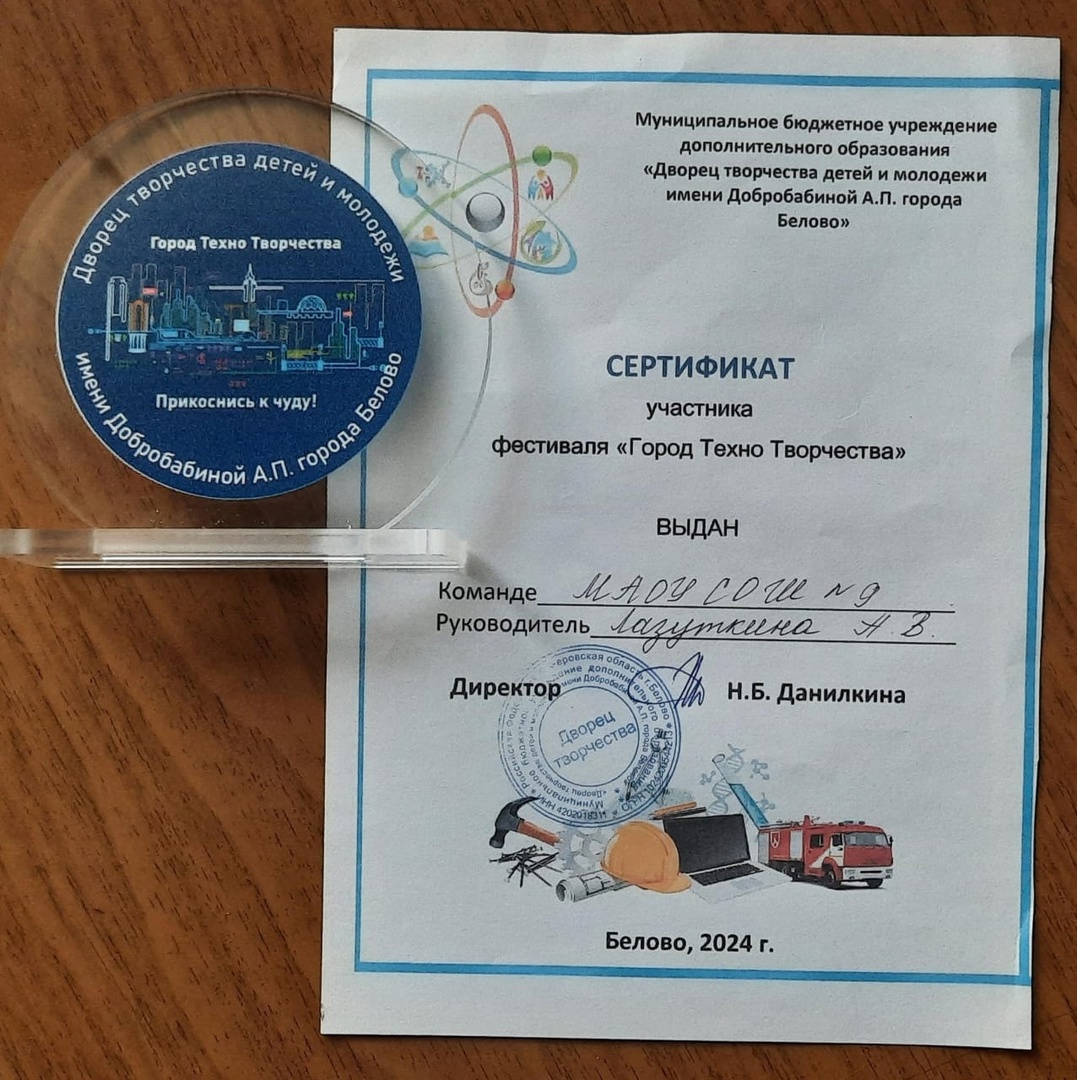 Дворец творчества детей и молодежи
Город Техно Творчества
Прикоснись к чуду!
имени Добробабиной А.П. города Белово
Муниципальное бюджетное учреждение
дополнительного образования
«Дворец творчества детей и молодежи
имени Добробабиной А.П. города
Белово»
СЕРТИФИКАТ
участника
фестиваля «Город Техно Творчества»
ВЫДАН
Команде МАОУ СОШ №9
Руководитель Лазуткина А. В.
Директор Н.Б. Данилкина
Дворец
творчества
Белово, 2024 г.